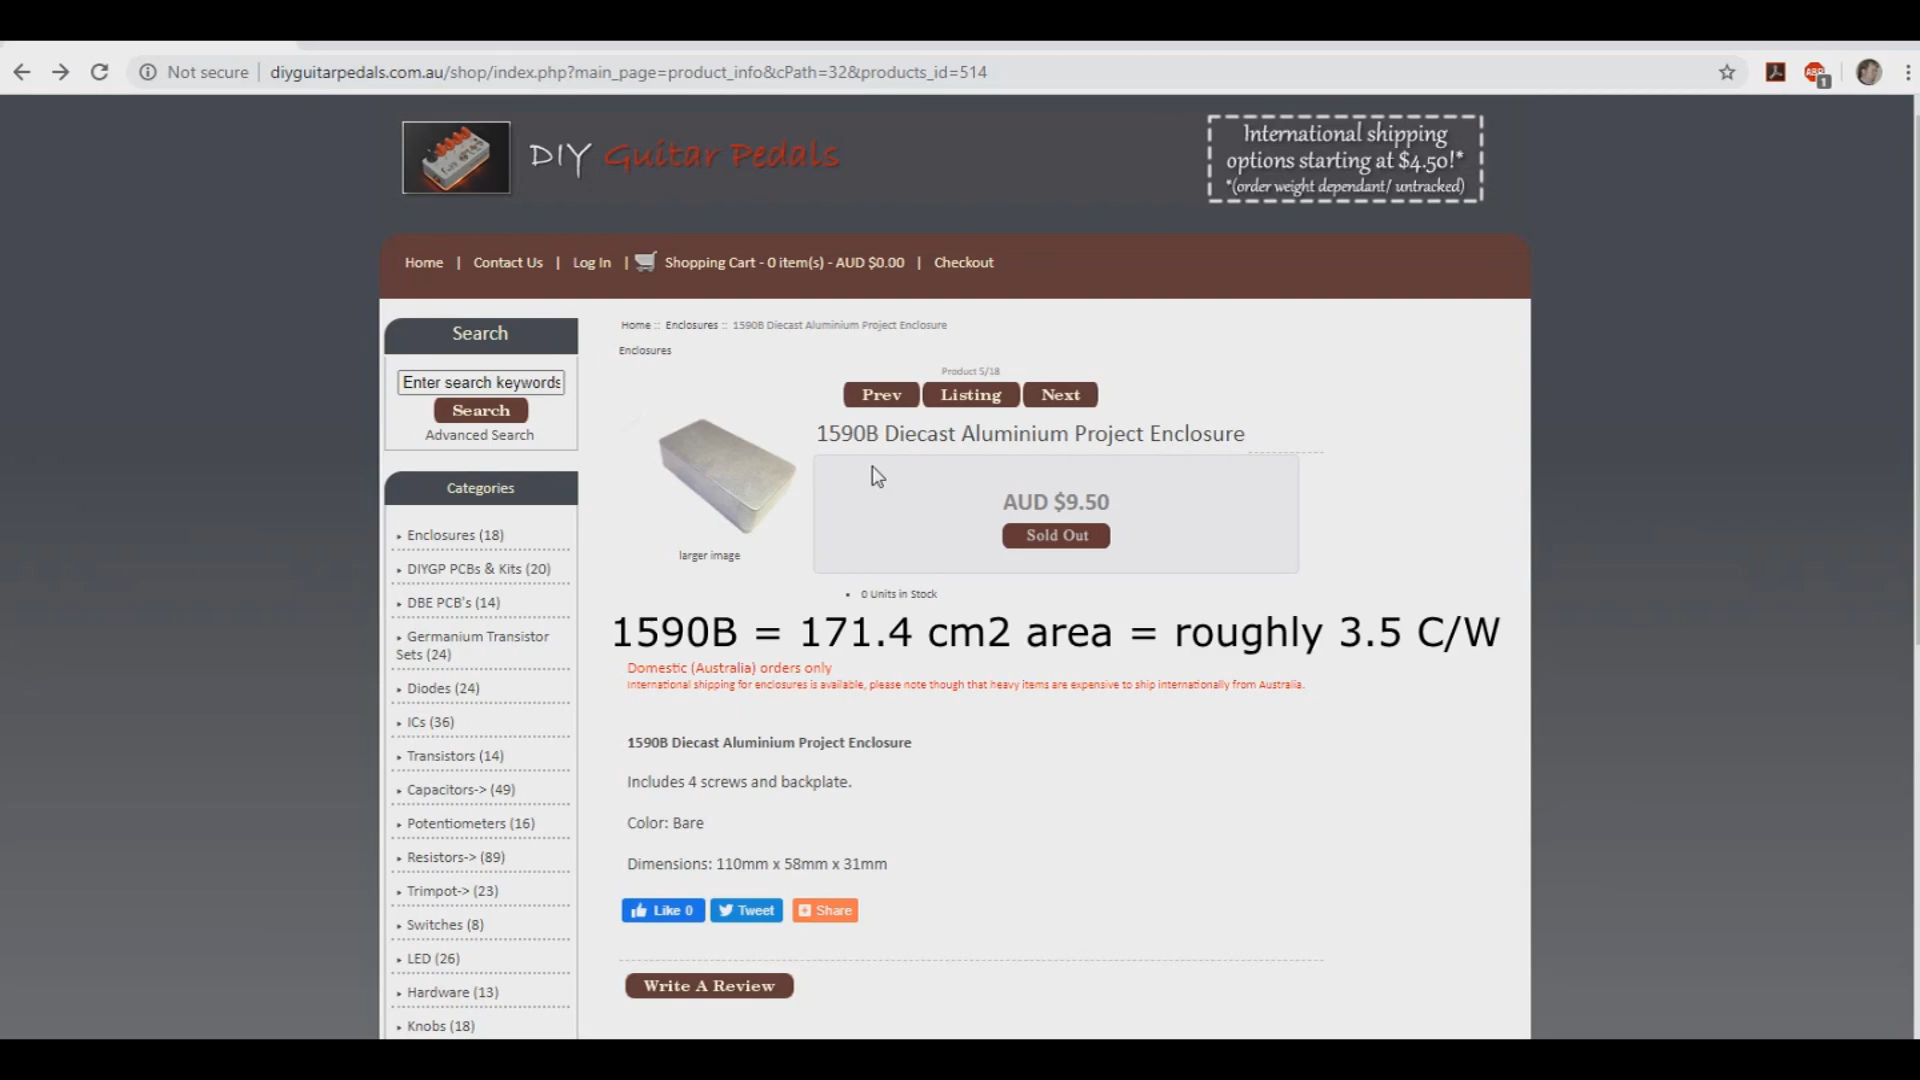 Not secure
diyguitarpedals.com.au/shop/index.php?main_page=product_info&cPath=32&products_id=514
ABP
1
DIY Guitar Pedals
International shipping
options starting at $4.50!*
*(order weight dependant/ untracked)
Home | Contact Us | Log In | Shopping Cart - 0 item(s) - AUD $0.00 | Checkout
Search
Enter search keywords
Search
Advanced Search
Categories
Enclosures (18)
DIYGP PCBs & Kits (20)
DBE PCB's (14)
Germanium Transistor
Sets (24)
Diodes (24)
ICs (36)
Transistors (14)
Capacitors-> (49)
Potentiometers (16)
Resistors-> (89)
Trimpot-> (23)
Switches (8)
LED (26)
Hardware (13)
Knobs (18)
Home :: Enclosures :: 1590B Diecast Aluminium Project Enclosure
Enclosures
Product 5/18
Prev Listing Next
1590B Diecast Aluminium Project Enclosure
AUD $9.50
Sold Out
larger image
0 Units in Stock
1590B = 171.4 cm2 area = roughly 3.5 C/W
Domestic (Australia) orders only
International shipping for enclosures is available, please note though that heavy items are expensive to ship internationally from Australia.
1590B Diecast Aluminium Project Enclosure
Includes 4 screws and backplate.
Color: Bare
Dimensions: 110mm x 58mm x 31mm
Like 0
Tweet
Share
Write A Review